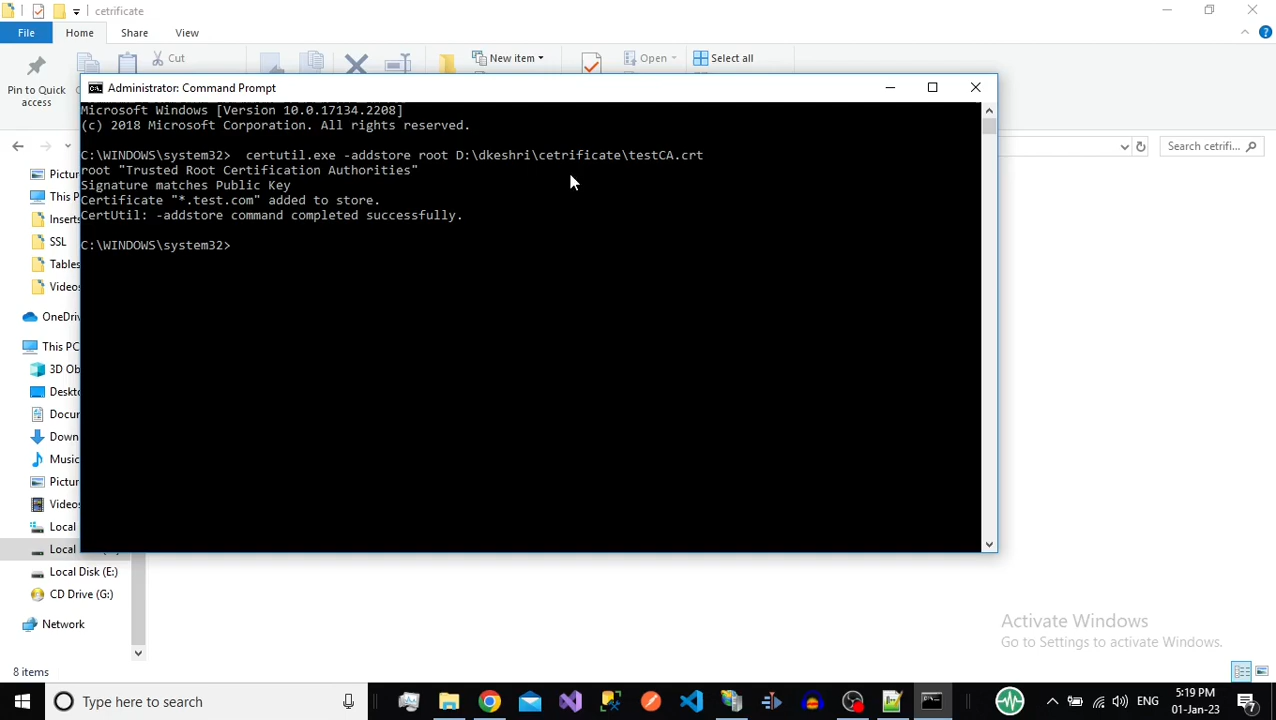 cetrificate
File
Home
Share
View
Cut
New item
Open
Select all
Pin to Quick
access
Administrator: Command Prompt
Microsoft Windows [Version 10.0.17134.2208]
(c) 2018 Microsoft Corporation. All rights reserved.
C:\WINDOWS\system32>  certutil.exe -addstore root D:\dkeshri\cetrificate\testCA.crt
root "Trusted Root Certification Authorities"
Signature matches Public Key
Certificate "*.test.com" added to store.
CertUtil: -addstore command completed successfully.
C:\WINDOWS\system32>
Search cetrifi...
Pictur
This P
Inserts
SSL
Tables
Videos
OneDriv
This PC
3D Ob
Deskto
Docum
Down
Music
Pictur
Videos
Local
Local
Local Disk (E:)
CD Drive (G:)
Network
8 items
Activate Windows
Go to Settings to activate Windows.
Type here to search
ENG
5:19 PM
01-Jan-23
7